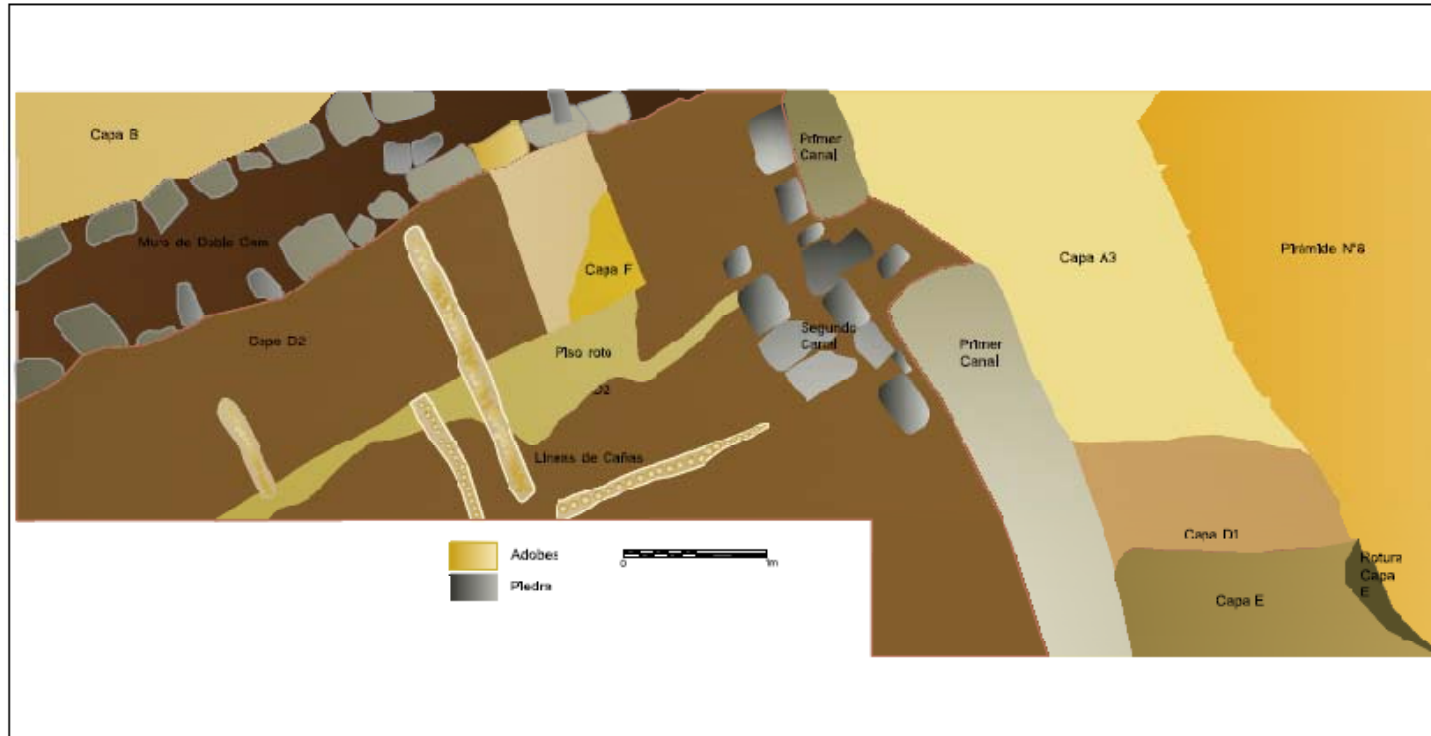 Capa B
Primer
Canal
Muro de Doble Cara
Capa A3
Pirámide N°8
Capa F
Segundo
Canal
Capa D2
Primer
Canal
Piso roto
D2
Líneas de Cañas
Capa D1
Adobes
Rotura
Capa
E
0
1m
Piedra
Capa E